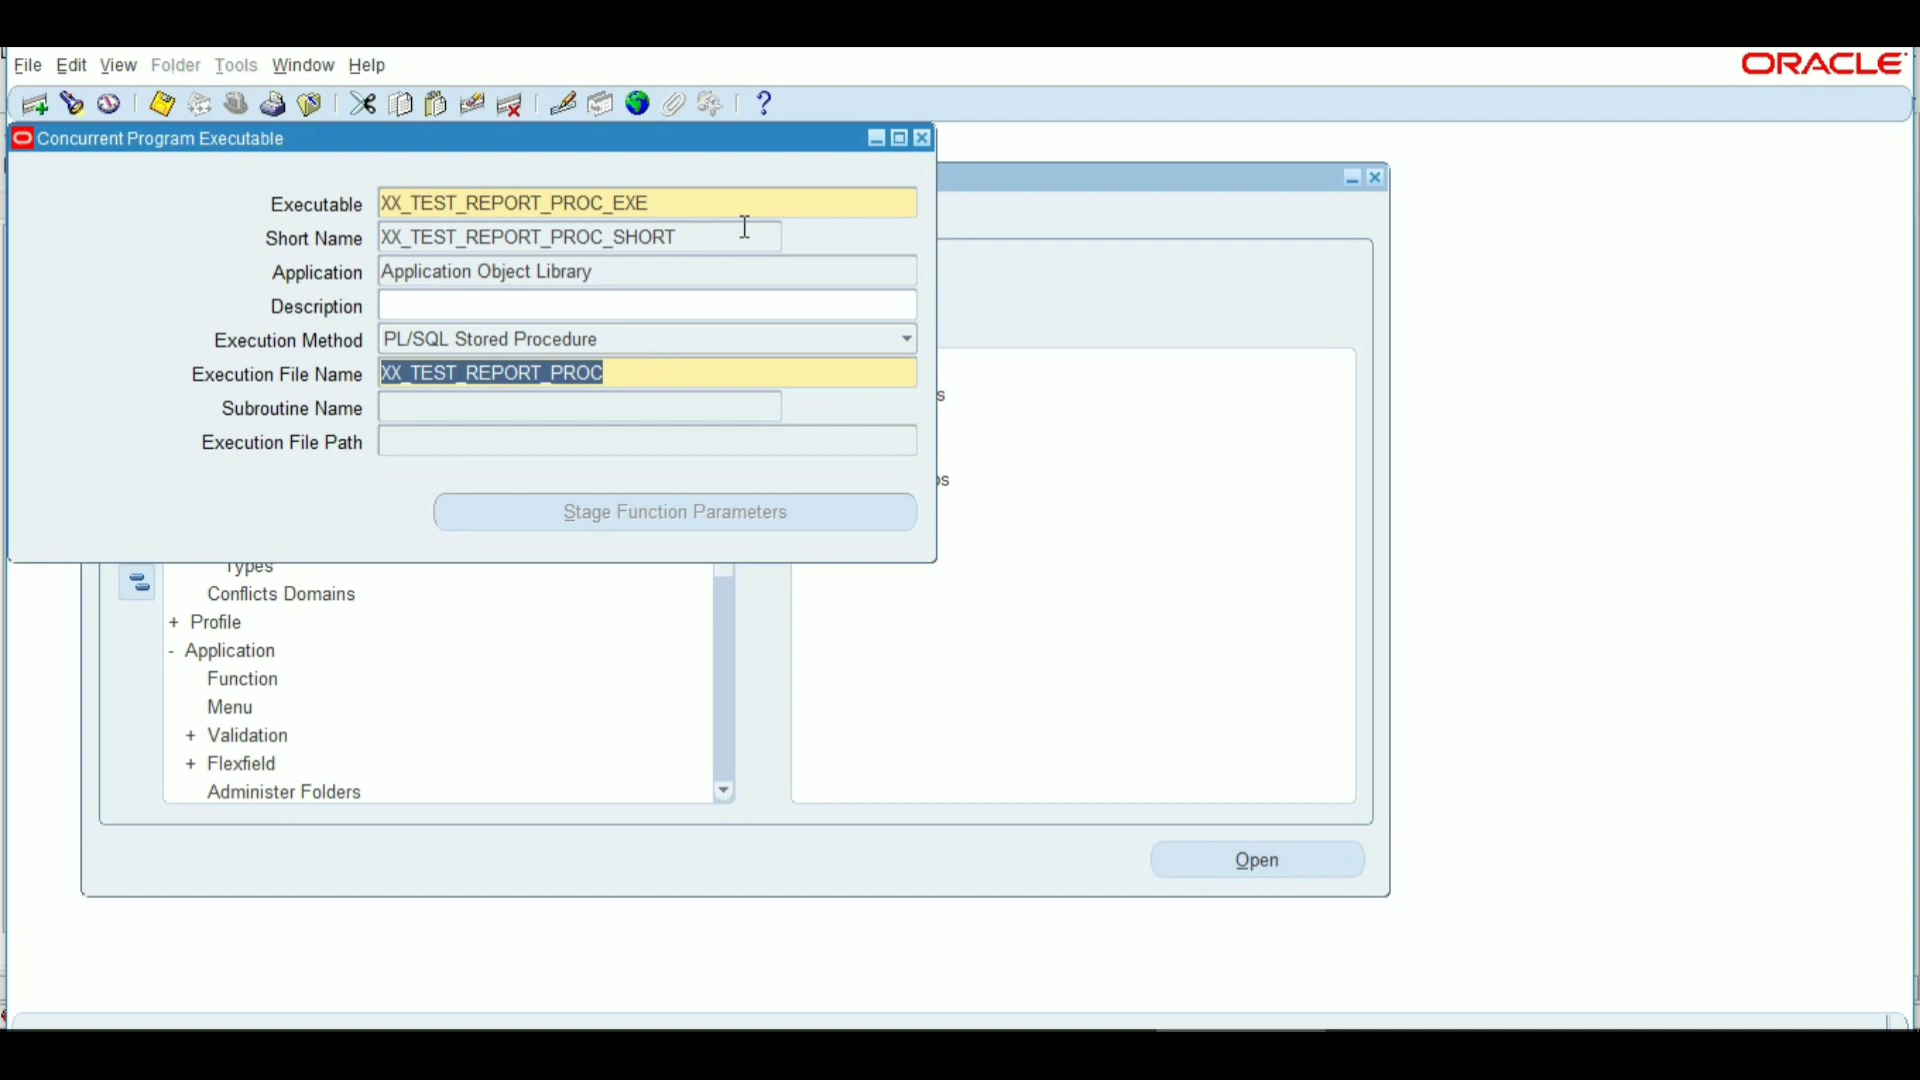 File Edit View Folder Tools Window Help
ORACLE
?
Concurrent Program Executable
Executable XX_TEST_REPORT_PROC_EXE
Short Name XX_TEST_REPORT_PROC_SHORT
Application Application Object Library
Description
Execution Method PL/SQL Stored Procedure
Execution File Name XX_TEST_REPORT_PROC
Subroutine Name
Execution File Path
Stage Function Parameters
s
Types
Conflicts Domains
+ Profile
- Application
Function
Menu
+ Validation
+ Flexfield
Administer Folders
Open